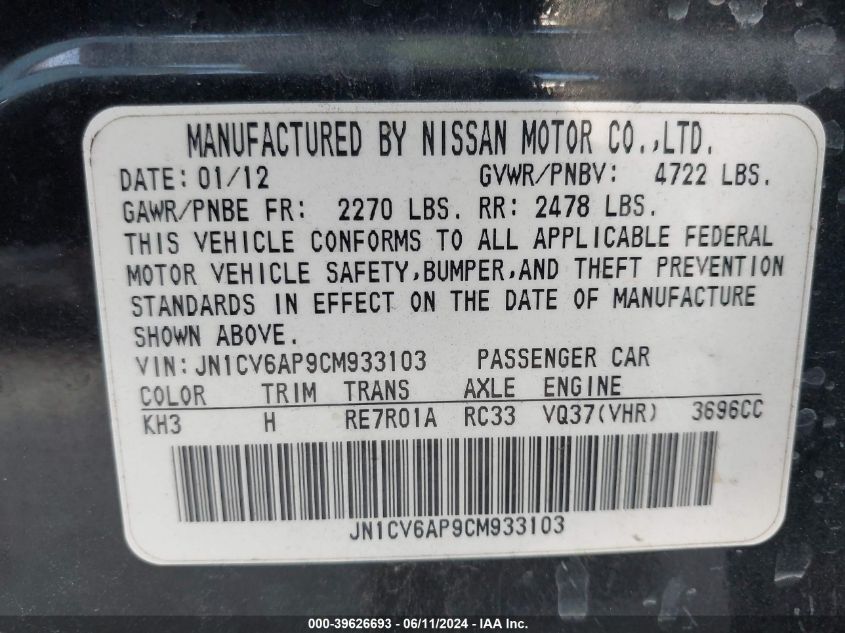 MANUFACTURED BY NISSAN MOTOR CO.,LTD.
DATE: 01/12 GVWR/PNBV: 4722 LBS.
GAWR/PNBE FR: 2270 LBS. RR: 2478 LBS.
THIS VEHICLE CONFORMS TO ALL APPLICABLE FEDERAL
MOTOR VEHICLE SAFETY,BUMPER,AND THEFT PREVENTION
STANDARDS IN EFFECT ON THE DATE OF MANUFACTURE
SHOWN ABOVE.
VIN: JN1CV6AP9CM933103 PASSENGER CAR
COLOR TRIM TRANS AXLE ENGINE
KH3 H RE7R01A RC33 VQ37(VHR) 3696CC
JN1CV6AP9CM933103
000-39626693 - 06/11/2024 - IAA Inc.